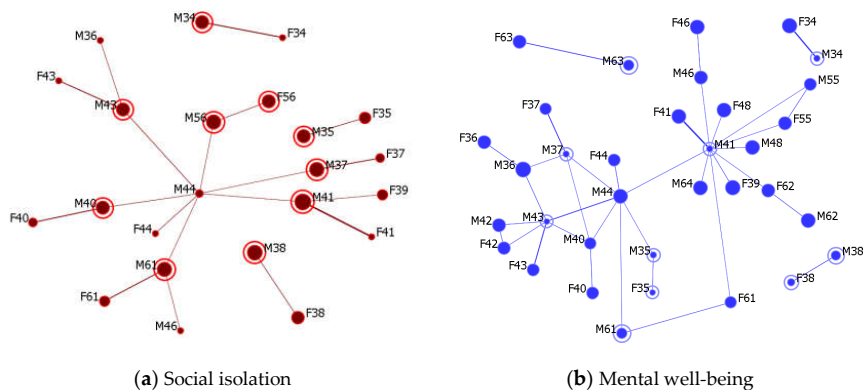 M34
F34
M36
F43
M43
F56
M56
M35
F35
M37
F37
M44
M41
F39
M40
F40
F44
F41
M61
M38
F61
F38
M46
(a) Social isolation
F46
F34
F63
M34
M63
M46
M55
F37
F41
F48
F55
F36
M37
M41
M48
F44
M36
M44
M64
F39
F62
M42
M43
M62
F42
M40
M35
M38
F43
F35
F38
F40
F61
M61
(b) Mental well-being